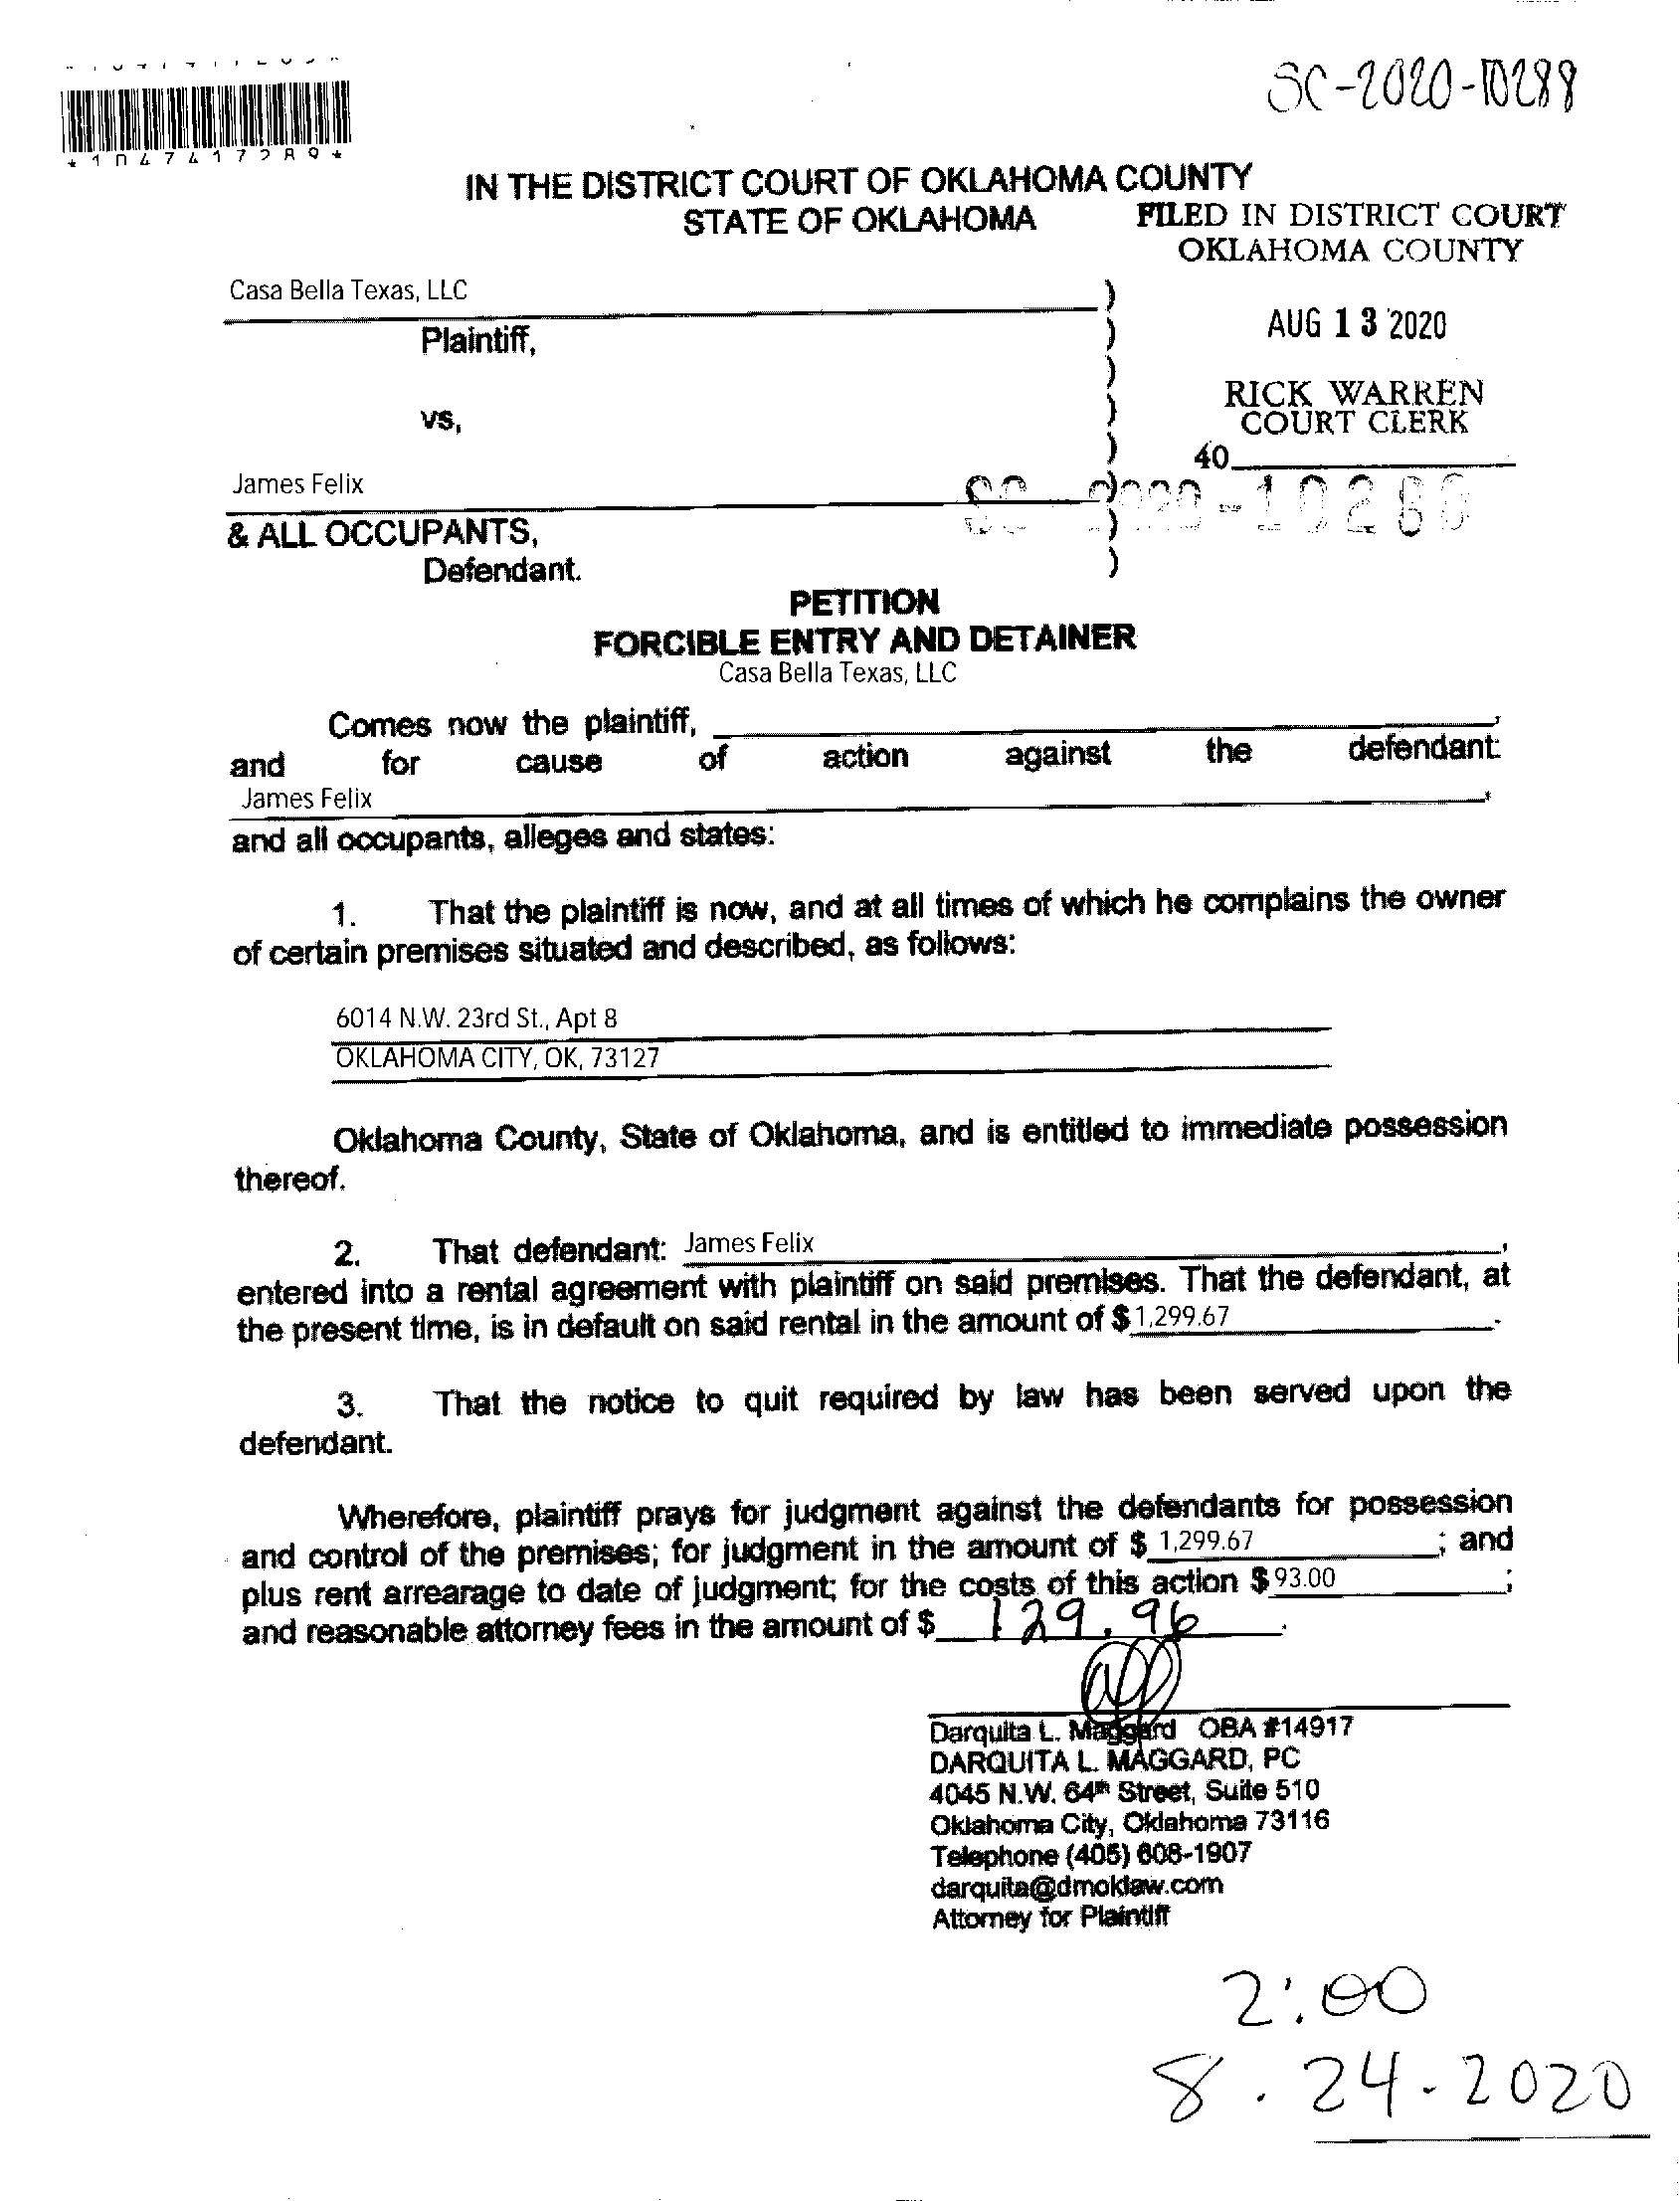 SC-2020-10288
*1047417289*
IN THE DISTRICT COURT OF OKLAHOMA COUNTY
STATE OF OKLAHOMA
FILED IN DISTRICT COURT
OKLAHOMA COUNTY
Casa Bella Texas, LLC )
Plaintiff, )
AUG 13 2020
)
RICK WARREN
vs, )
COURT CLERK
) 40
James Felix )
SC 2020-10288
& ALL OCCUPANTS, )
Defendant. )
PETITION
FORCIBLE ENTRY AND DETAINER
Casa Bella Texas, LLC
Comes now the plaintiff, ,
and for cause of action against the defendant:
James Felix ,
and all occupants, alleges and states:
1. That the plaintiff is now, and at all times of which he complains the owner
of certain premises situated and described, as follows:
6014 N.W. 23rd St., Apt 8
OKLAHOMA CITY, OK, 73127
Oklahoma County, State of Oklahoma, and is entitled to immediate possession
thereof.
2. That defendant: James Felix ,
entered into a rental agreement with plaintiff on said premises. That the defendant, at
the present time, is in default on said rental in the amount of $1,299.67 .
3. That the notice to quit required by law has been served upon the
defendant.
Wherefore, plaintiff prays for judgment against the defendants for possession
and control of the premises; for judgment in the amount of $ 1,299.67 ; and
plus rent arrearage to date of judgment; for the costs of this action $93.00 ;
and reasonable attorney fees in the amount of $ 129.96 .
Darquita L. Maggard OBA #14917
DARQUITA L. MAGGARD, PC
4045 N.W. 64th Street, Suite 510
Oklahoma City, Oklahoma 73116
Telephone (405) 608-1907
darquita@dmoklaw.com
Attorney for Plaintiff
2:00
8.24-2020